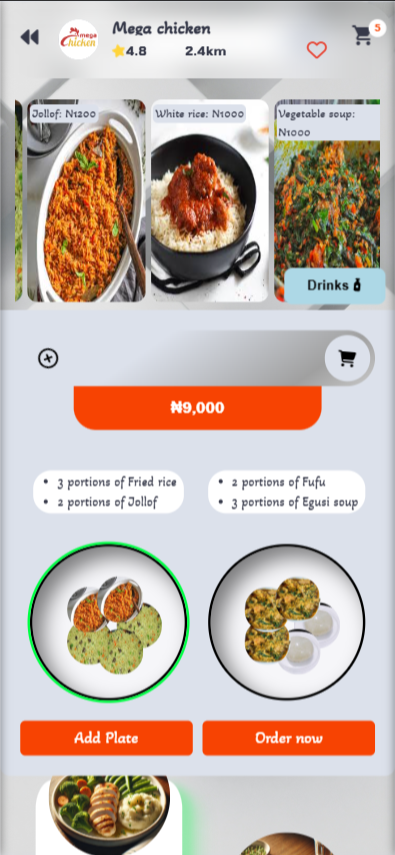 Mega chicken
5
mega
Chicken
4.8
2.4km
Jollof: N1200
White rice: N1000
Vegetable soup:
N1000
Drinks
₦9,000
• 3 portions of Fried rice
• 2 portions of Jollof
• 2 portions of Fufu
• 3 portions of Egusi soup
Add Plate
Order now